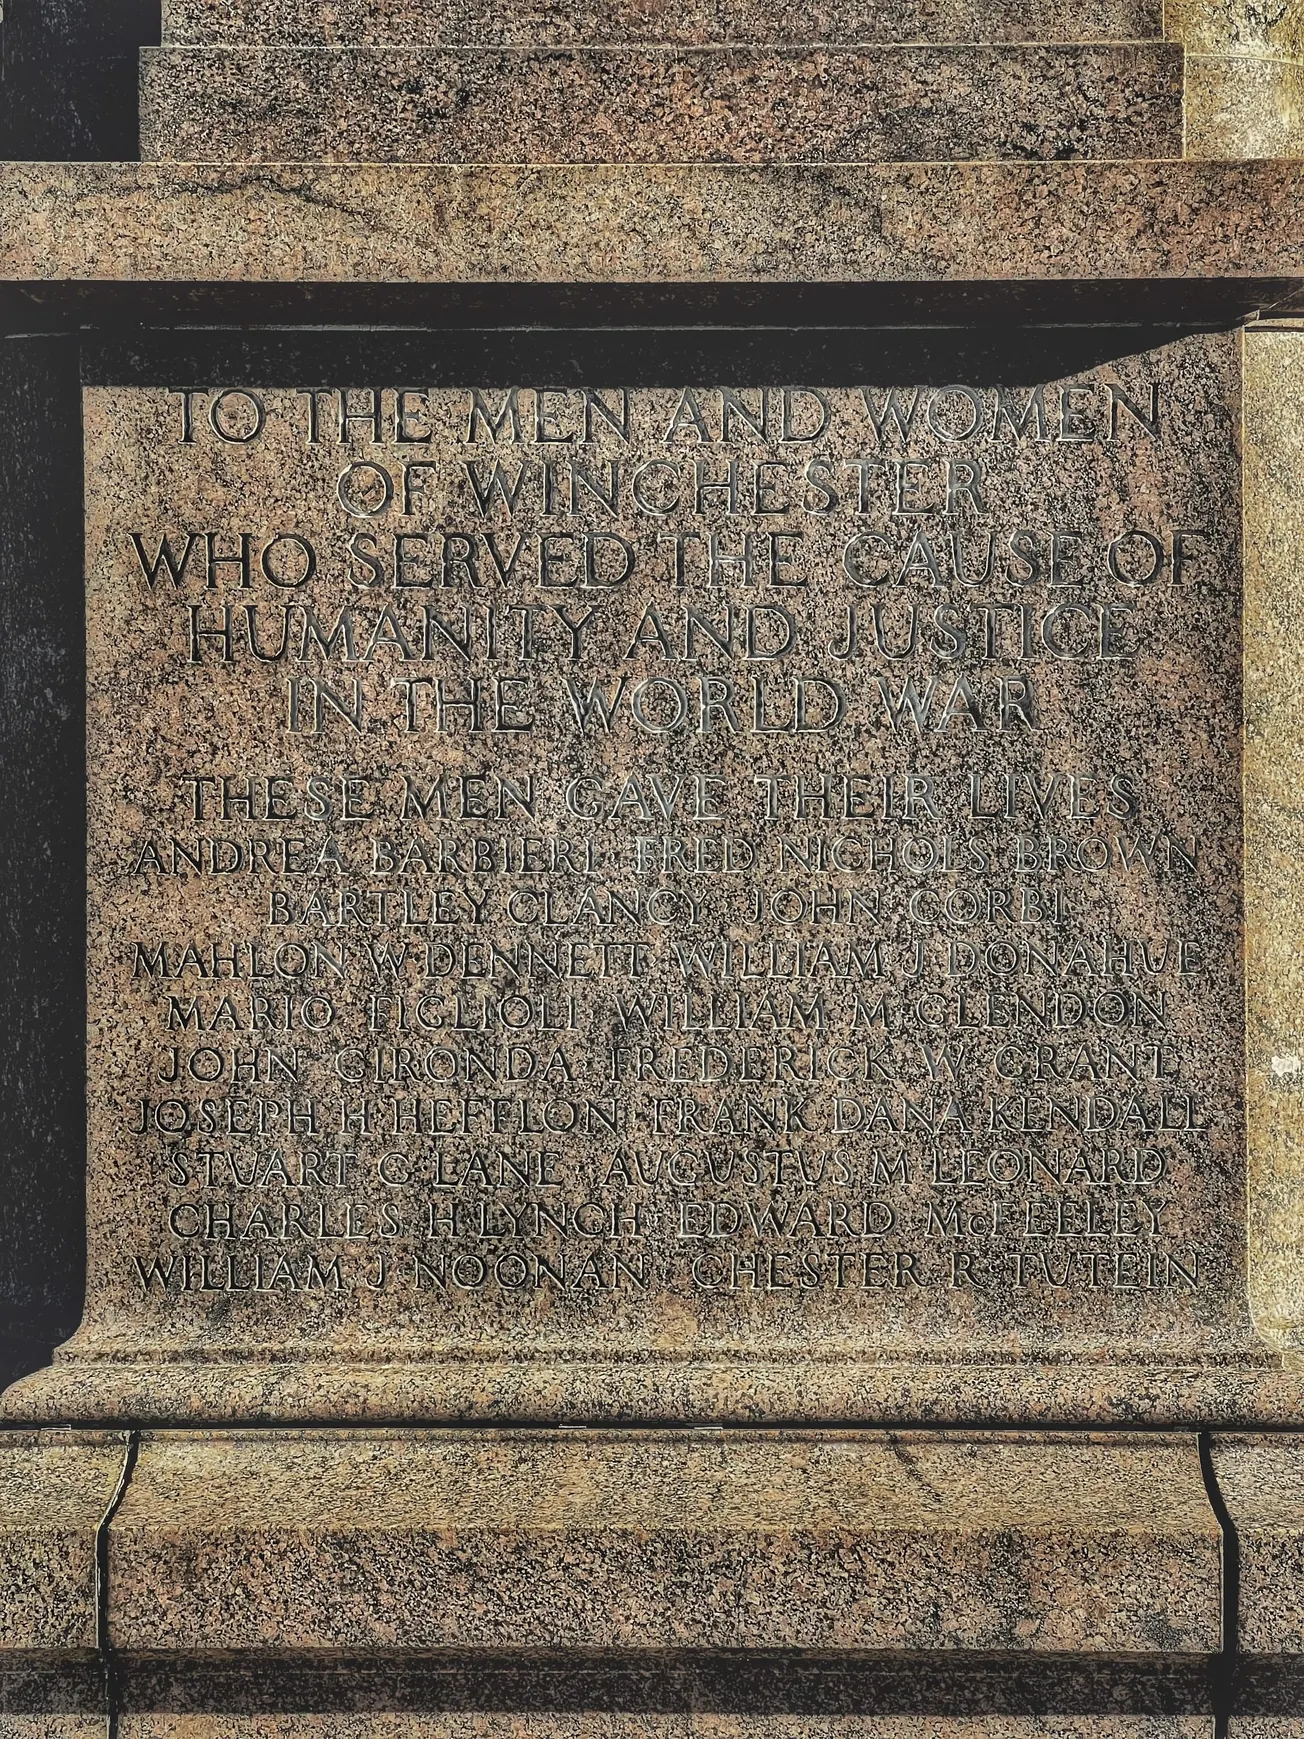 TO THE MEN AND WOMEN
OF WINCHESTER
WHO SERVED THE CAUSE OF
HUMANITY AND JUSTICE
IN THE WORLD WAR
THESE MEN GAVE THEIR LIVES
ANDREA BARBIERI FRED NICHOLS BROWN
BARTLEY CLANCY JOHN CORBI
MAHLON W DENNETT WILLIAM J DONAHUE
MARIO FIGLIOLI WILLIAM M GLENDON
JOHN GIRONDA FREDERICK W GRANT
JOSEPH H HEFFLON FRANK DANA KENDALL
STUART G LANE AUGUSTUS M LEONARD
CHARLES H LYNCH EDWARD McFEELEY
WILLIAM J NOONAN CHESTER R TUTEIN